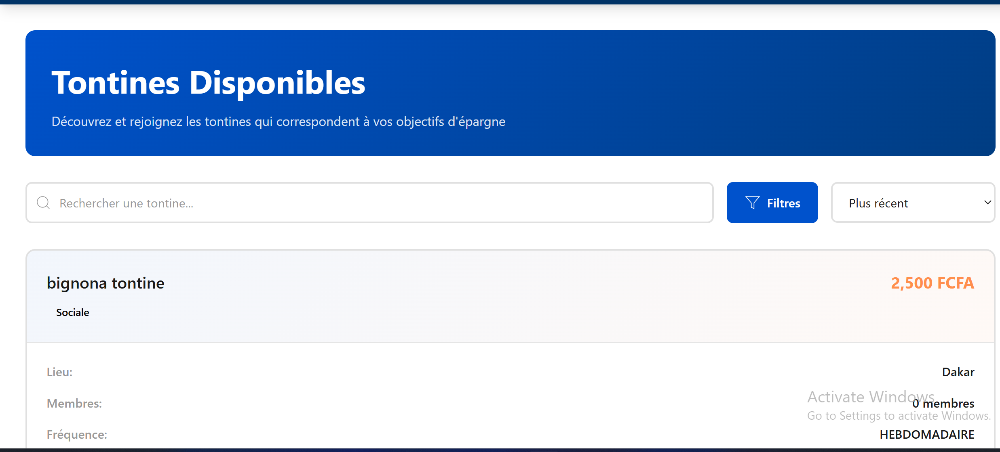 Tontines Disponibles
Découvrez et rejoignez les tontines qui correspondent à vos objectifs d'épargne
Rechercher une tontine...
Filtres
Plus récent
bignona tontine
2,500 FCFA
Sociale
Lieu:
Dakar
Activate Windows
Membres:
0 membres
Go to Settings to activate Windows.
Fréquence:
HEBDOMADAIRE